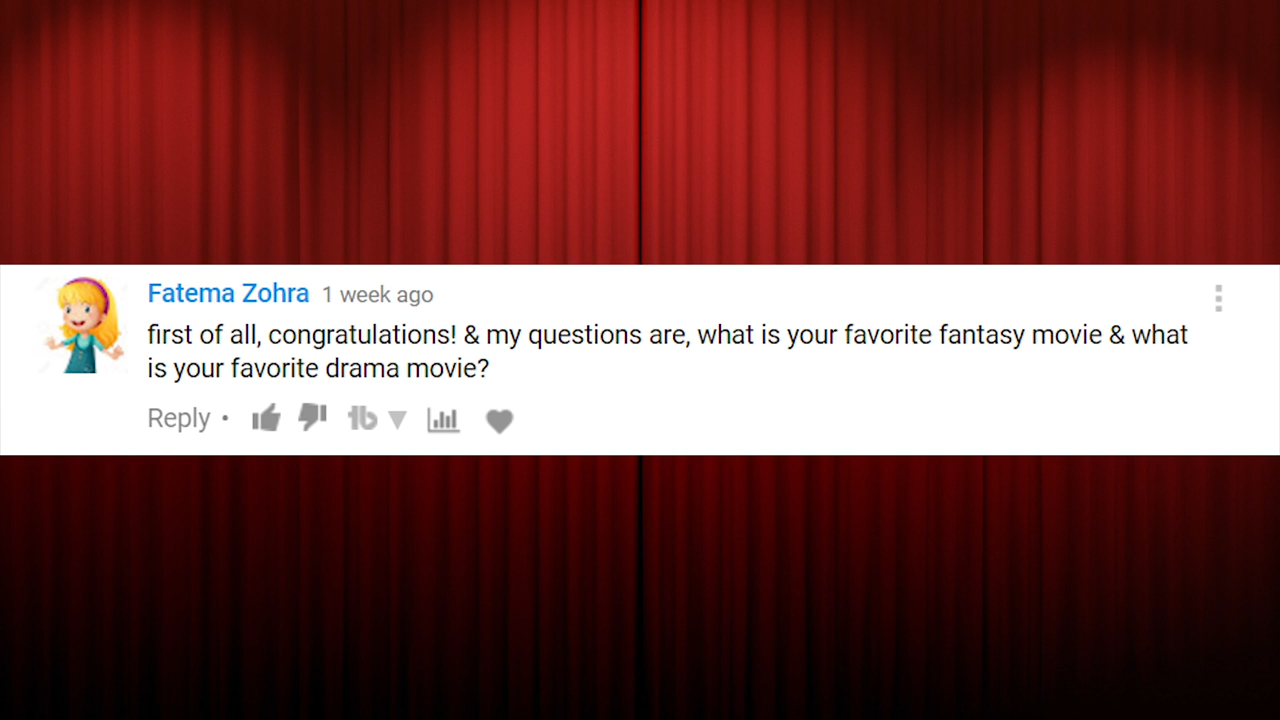 Fatema Zohra 1 week ago
first of all, congratulations! & my questions are, what is your favorite fantasy movie & what
is your favorite drama movie?
Reply •